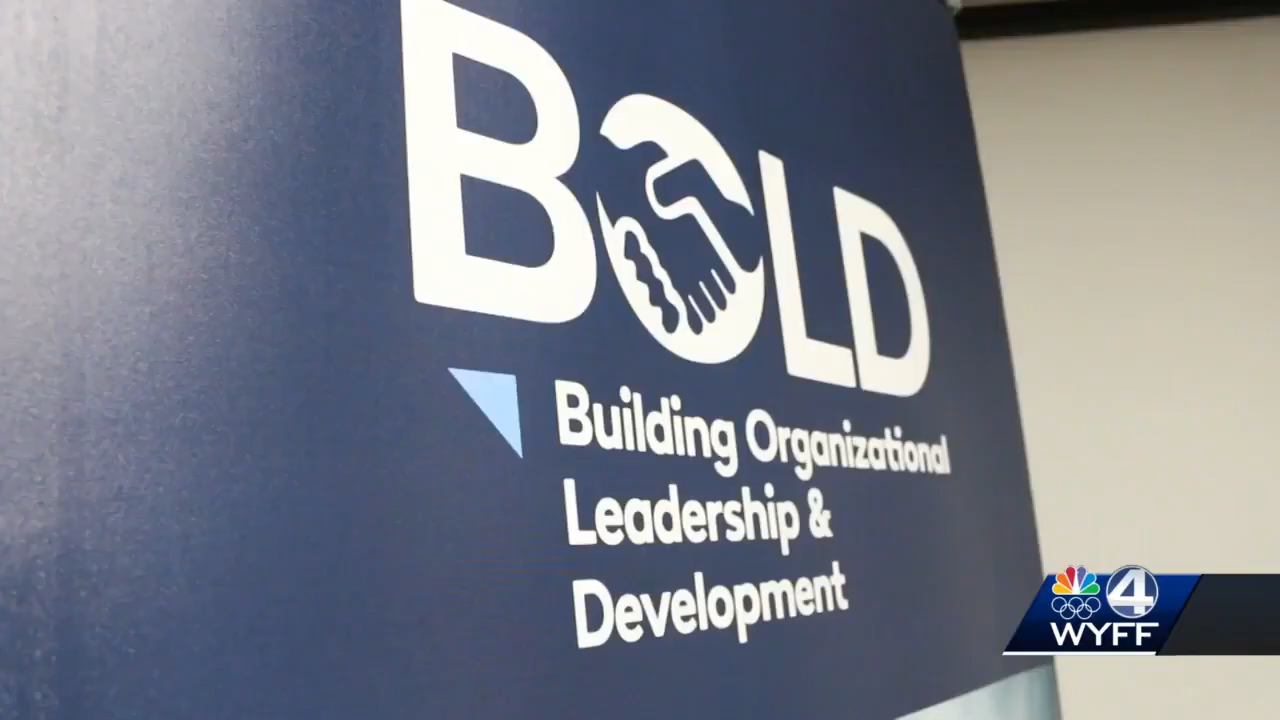 BOLD
Building Organizational
Leadership &
Development
4
WYFF